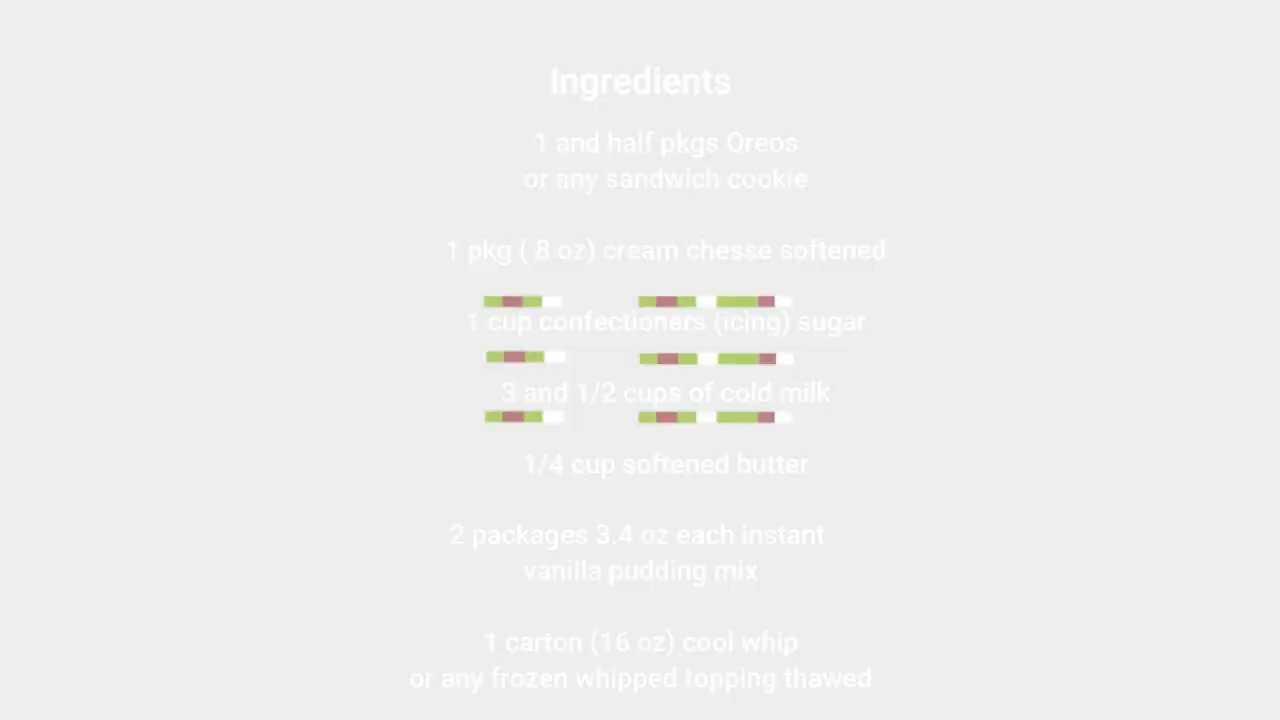 Ingredients
1 and half pkgs Oreos
or any sandwich cookie
1 pkg ( 8 oz) cream chesse softened
1 cup confectioners (icing) sugar
3 and 1/2 cups of cold milk
1/4 cup softened butter
2 packages 3.4 oz each instant
vanilla pudding mix
1 carton (16 oz) cool whip
or any frozen whipped topping thawed